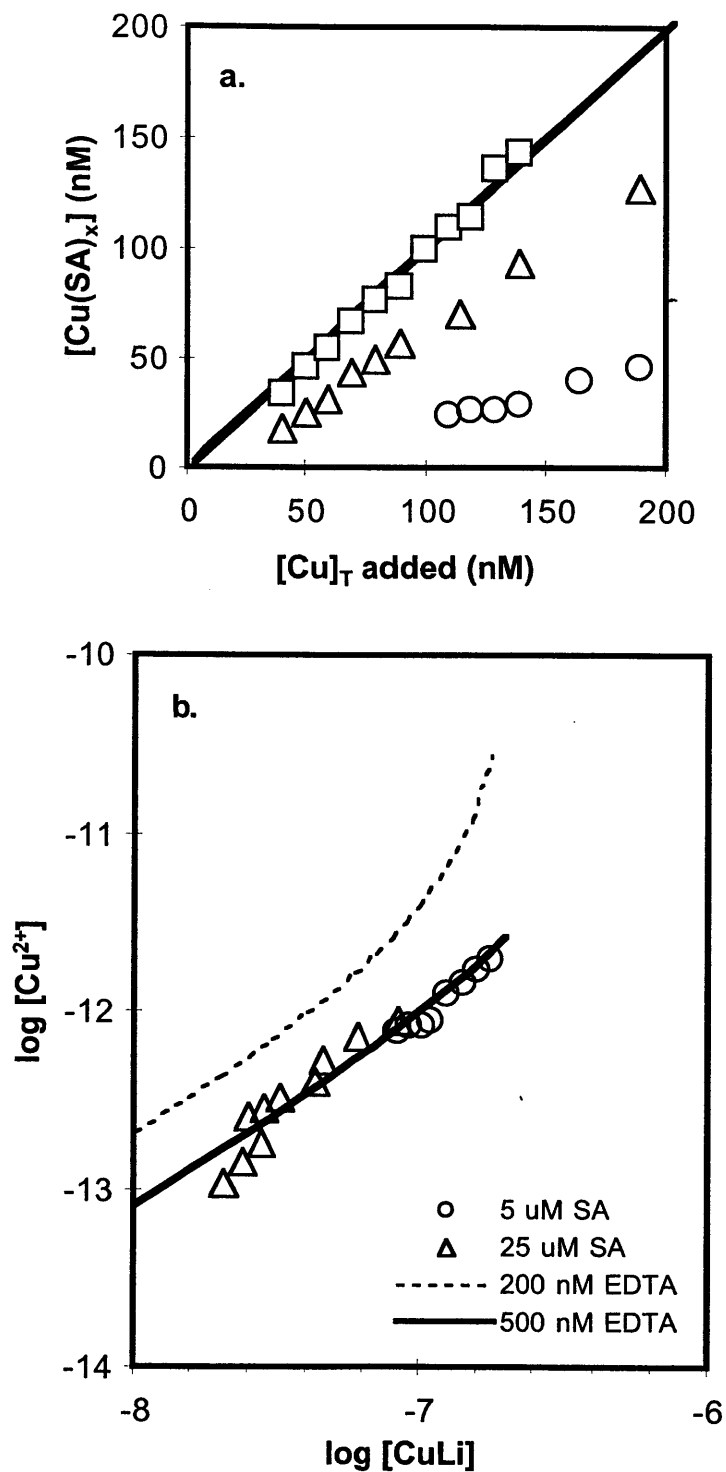 a.
200
150
100
50
0
[Cu(SA)x] (nM)
0 50 100 150 200
[Cu]T added (nM)
b.
-10
-11
-12
-13
-14
log [Cu2+]
5 uM SA
25 uM SA
200 nM EDTA
500 nM EDTA
-8 -7 -6
log [CuLi]